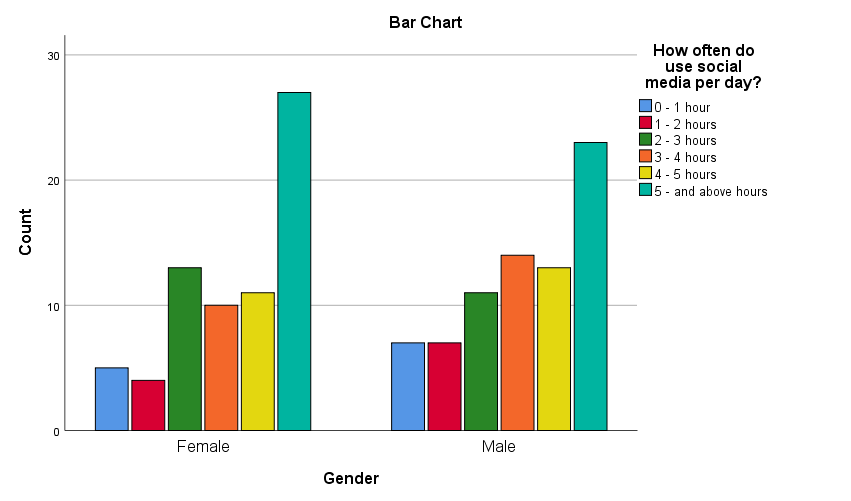 Bar Chart
30
20
10
0
Count
Female
Male
Gender
How often do
use social
media per day?
0 - 1 hour
1 - 2 hours
2 - 3 hours
3 - 4 hours
4 - 5 hours
5 - and above hours